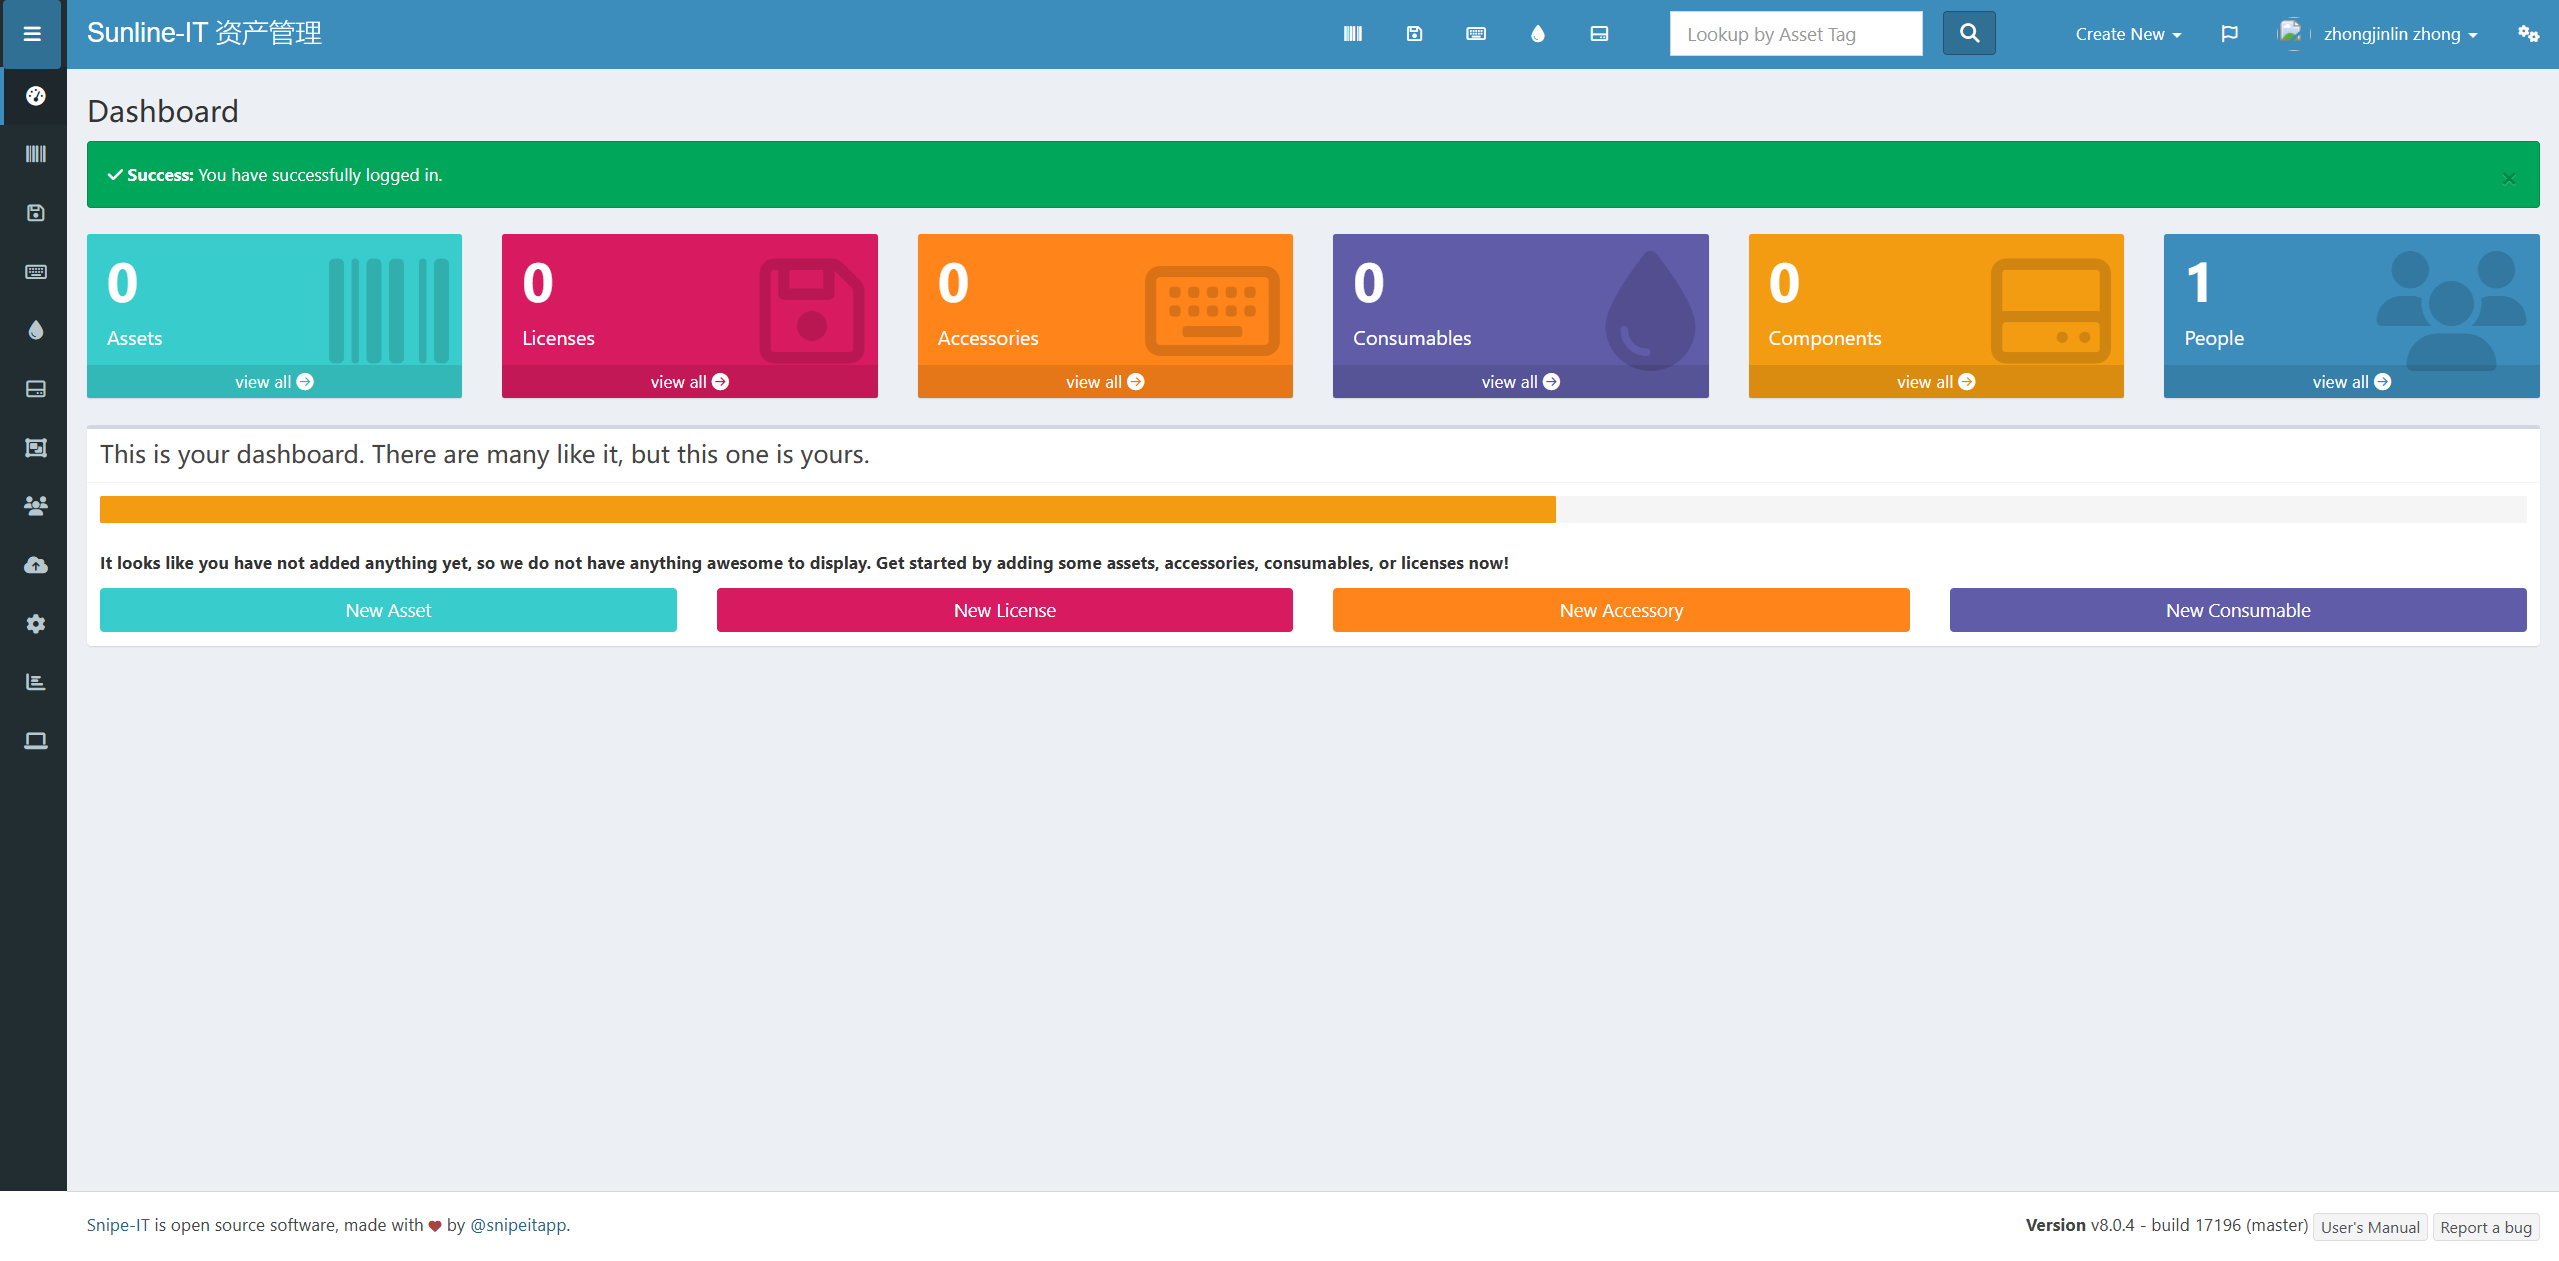 Sunline-IT 资产管理
Lookup by Asset Tag
Create New
zhongjinlin zhong
Dashboard
Success: You have successfully logged in.
×
0
Assets
view all
0
Licenses
view all
0
Accessories
view all
0
Consumables
view all
0
Components
view all
1
People
view all
This is your dashboard. There are many like it, but this one is yours.
It looks like you have not added anything yet, so we do not have anything awesome to display. Get started by adding some assets, accessories, consumables, or licenses now!
New Asset
New License
New Accessory
New Consumable
Snipe-IT is open source software, made with ♥ by @snipeitapp.
Version v8.0.4 - build 17196 (master)
User's Manual
Report a bug